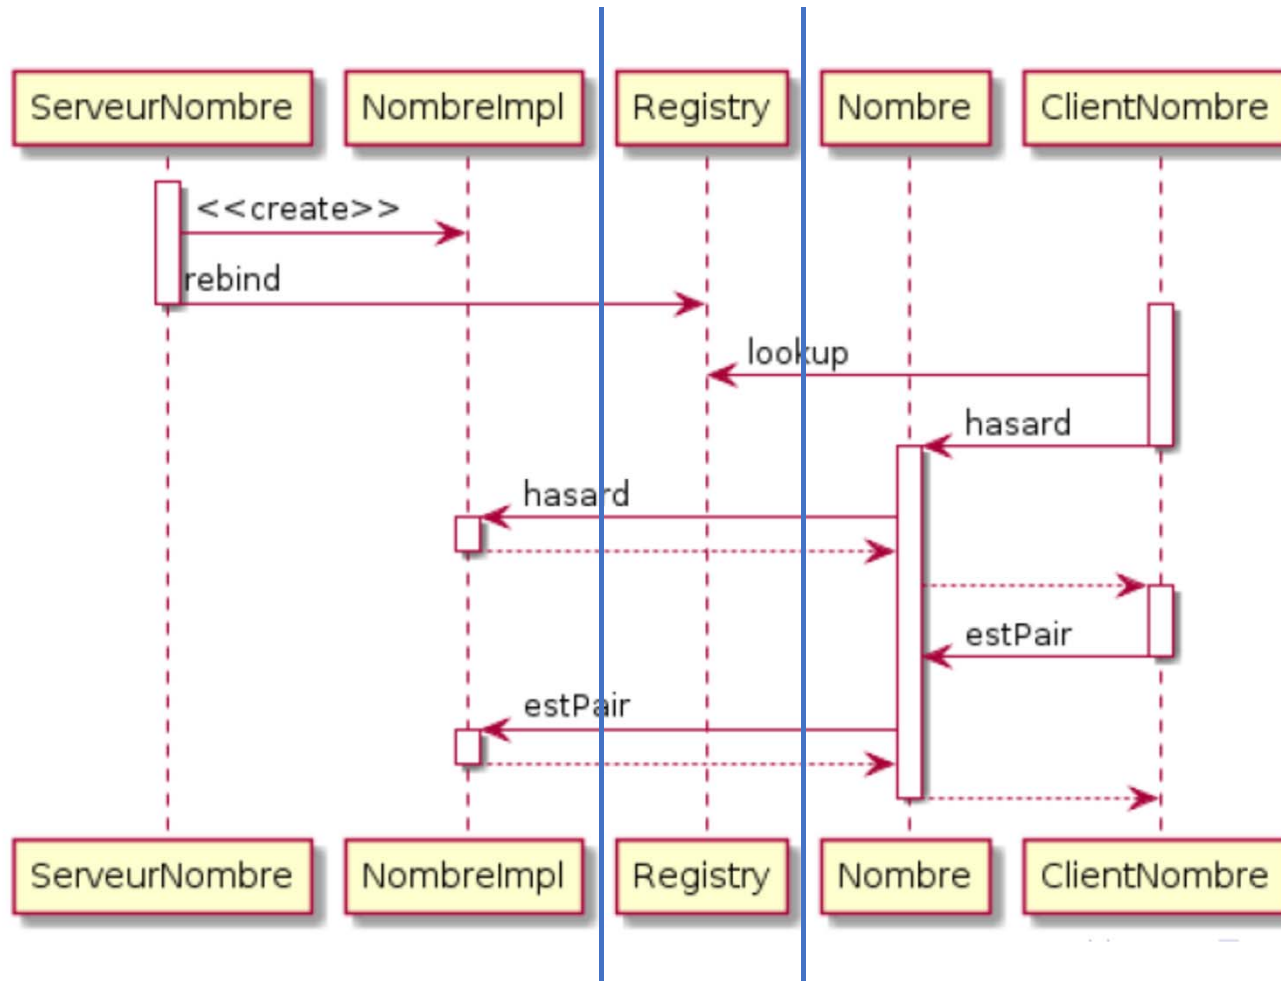 ServeurNombre NombreImpl Registry Nombre ClientNombre
<<create>>
rebind
lookup
hasard
hasard
estPair
estPair
ServeurNombre NombreImpl Registry Nombre ClientNombre